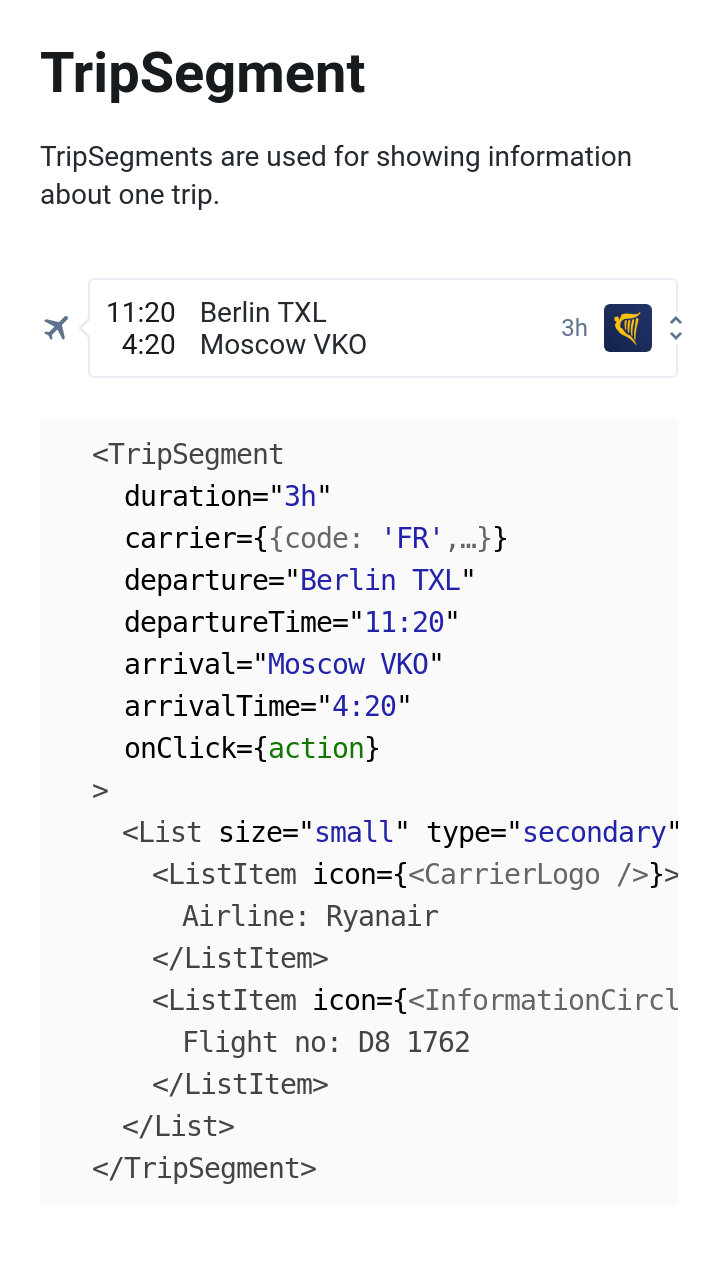 TripSegment
TripSegments are used for showing information
about one trip.
11:20 Berlin TXL
4:20 Moscow VKO
3h
<TripSegment
duration="3h"
carrier={{code: 'FR',…}}
departure="Berlin TXL"
departureTime="11:20"
arrival="Moscow VKO"
arrivalTime="4:20"
onClick={action}
>
<List size="small" type="secondary"
<ListItem icon={<CarrierLogo />}>
Airline: Ryanair
</ListItem>
<ListItem icon={<InformationCircl
Flight no: D8 1762
</ListItem>
</List>
</TripSegment>